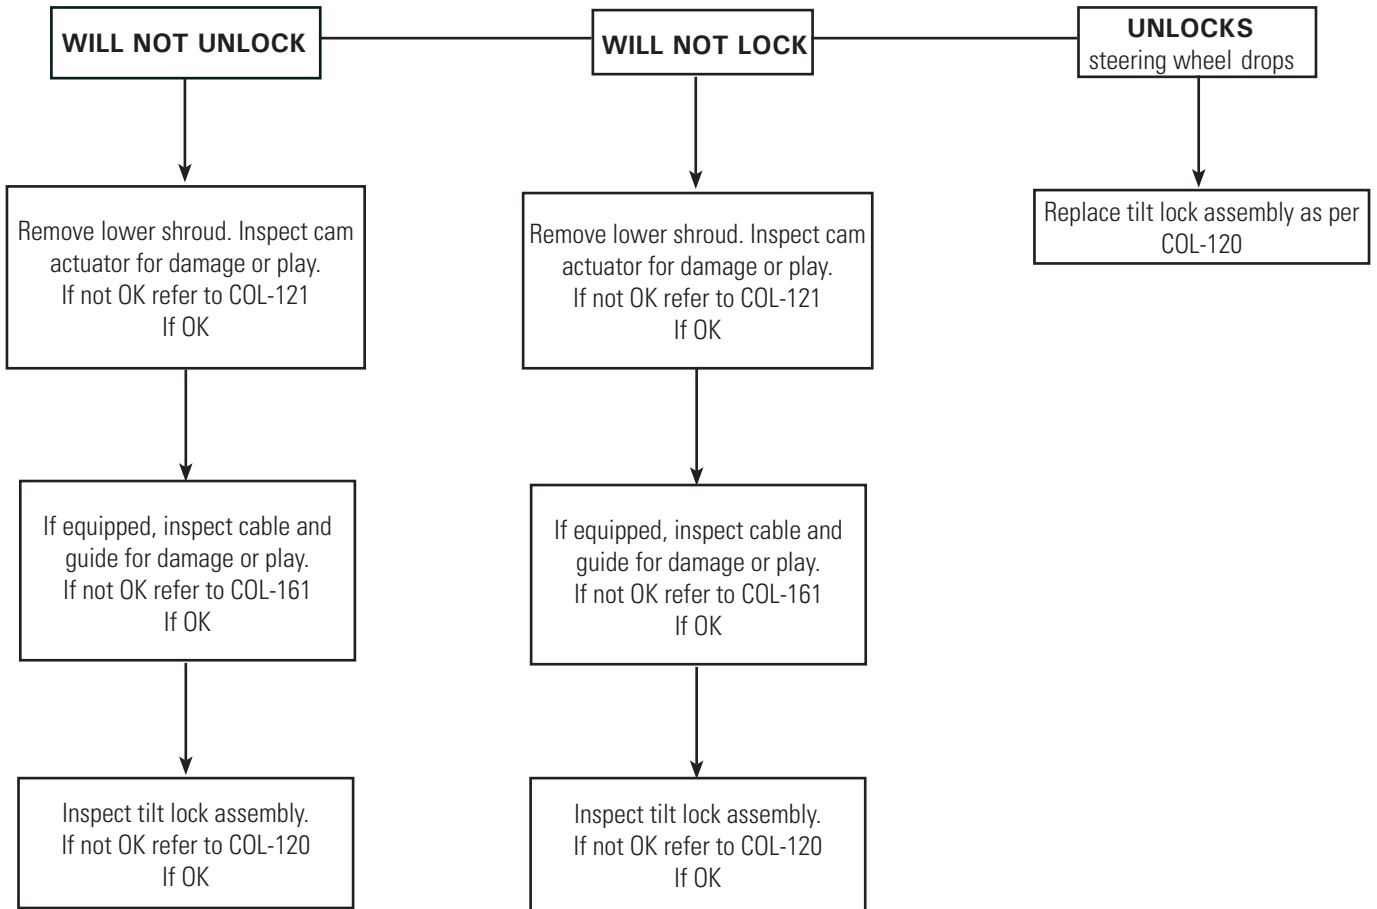 WILL NOT UNLOCK
WILL NOT LOCK
UNLOCKS
steering wheel drops
Remove lower shroud. Inspect cam
actuator for damage or play.
If not OK refer to COL-121
If OK
Remove lower shroud. Inspect cam
actuator for damage or play.
If not OK refer to COL-121
If OK
Replace tilt lock assembly as per
COL-120
If equipped, inspect cable and
guide for damage or play.
If not OK refer to COL-161
If OK
If equipped, inspect cable and
guide for damage or play.
If not OK refer to COL-161
If OK
Inspect tilt lock assembly.
If not OK refer to COL-120
If OK
Inspect tilt lock assembly.
If not OK refer to COL-120
If OK